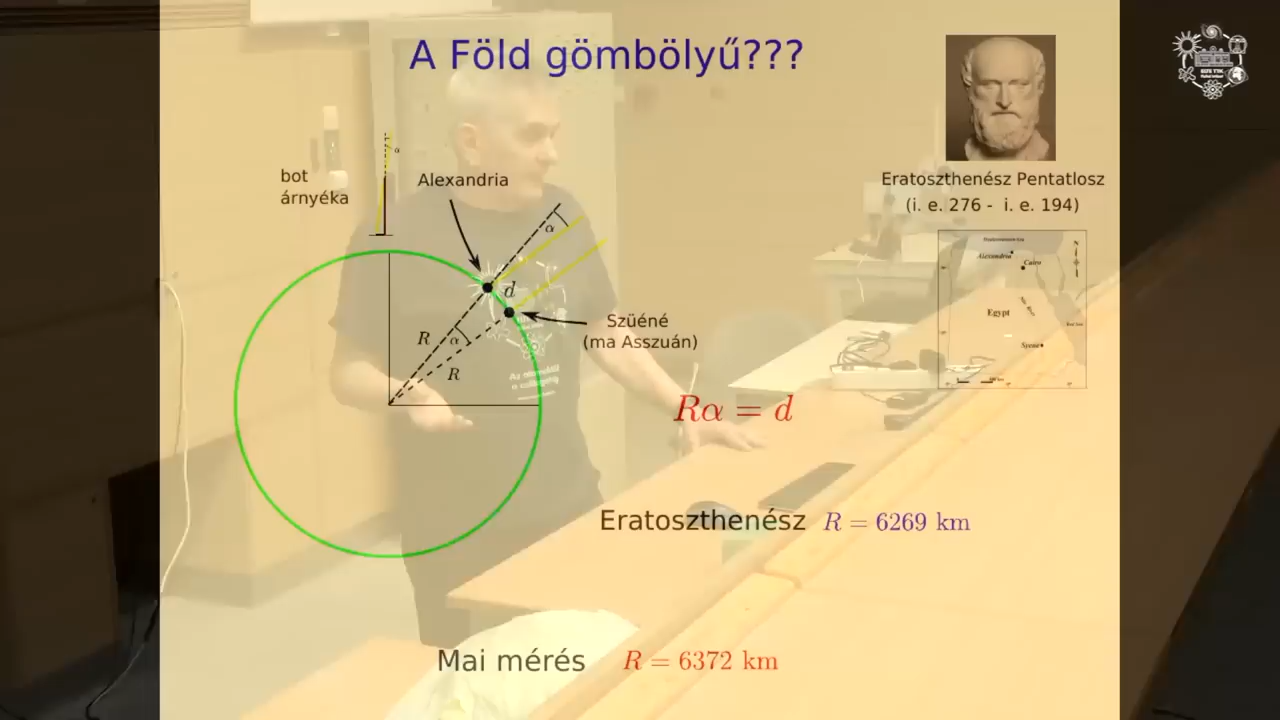 A Föld gömbölyű???
bot
árnyéka
α
Alexandria
α
d
R
α
R
Szüéné
(ma Asszuán)
Eratoszthenész Pentatlosz
(i. e. 276 - i. e. 194)
Alexandria
Cairo
N
Egypt
Syene
Rα = d
Eratoszthenész R = 6269 km
Mai mérés R = 6372 km